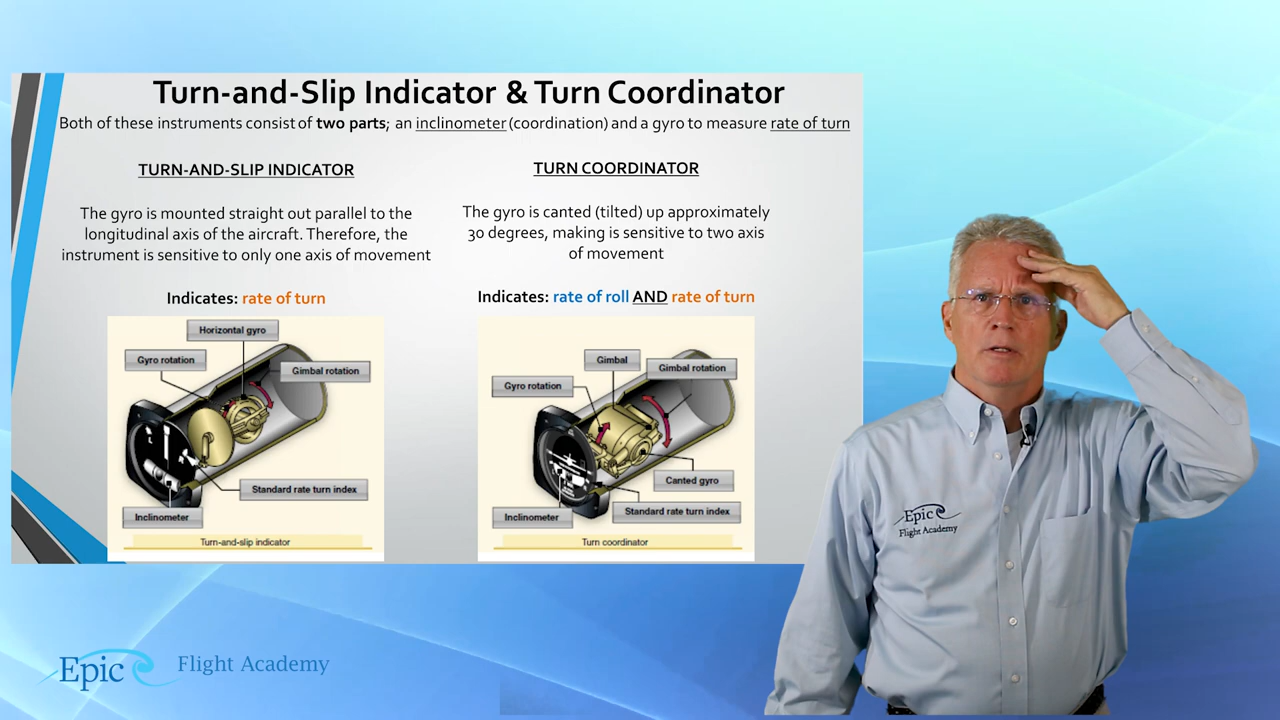 Turn-and-Slip Indicator & Turn Coordinator
Both of these instruments consist of two parts; an inclinometer (coordination) and a gyro to measure rate of turn
TURN-AND-SLIP INDICATOR
The gyro is mounted straight out parallel to the
longitudinal axis of the aircraft. Therefore, the
instrument is sensitive to only one axis of movement
Indicates: rate of turn
Horizontal gyro
Gyro rotation
Gimbal rotation
Standard rate turn index
Inclinometer
Turn-and-slip indicator
TURN COORDINATOR
The gyro is canted (tilted) up approximately
30 degrees, making is sensitive to two axis
of movement
Indicates: rate of roll AND rate of turn
Gimbal
Gimbal rotation
Gyro rotation
Canted gyro
Standard rate turn index
Inclinometer
Turn coordinator
Epic
Flight Academy
Epic Flight Academy